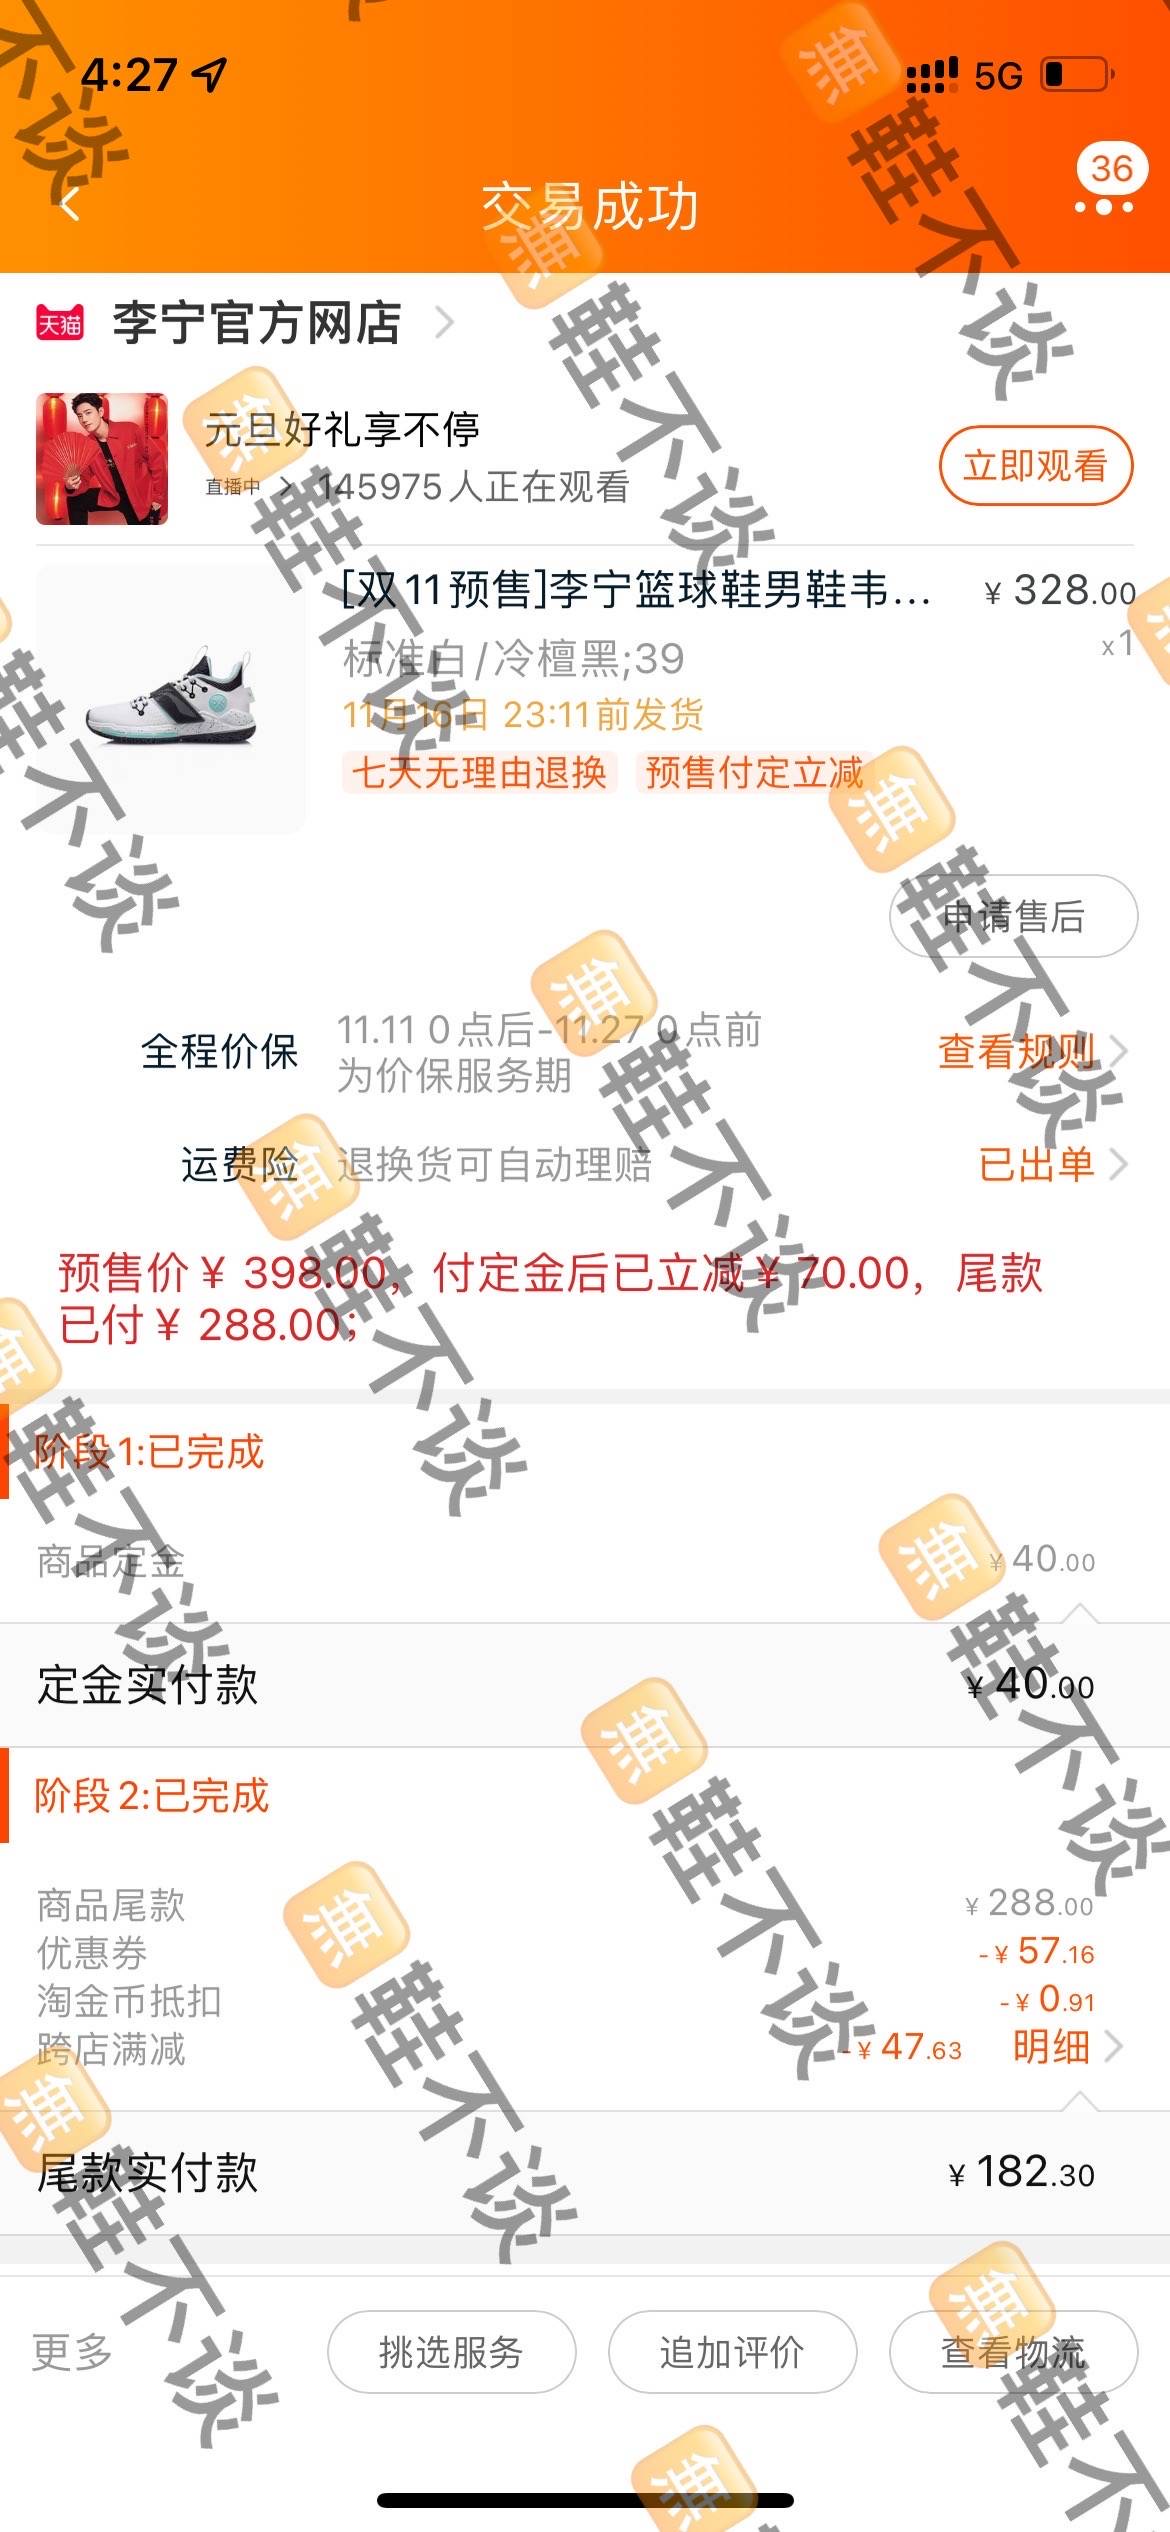 4:27
5G
36
交易成功
天猫 李宁官方网店
元旦好礼享不停
直播中 145975人正在观看
立即观看
[双11预售]李宁篮球鞋男鞋韦... ¥ 328.00
标准白/冷檀黑;39 x1
11月16日 23:11前发货
七天无理由退换 预售付定立减
申请售后
全程价保 11.11 0点后-11.27 0点前 查看规则
为价保服务期
运费险 退换货可自动理赔 已出单
预售价¥ 398.00，付定金后已立减¥ 70.00，尾款
已付¥ 288.00;
阶段1:已完成
商品定金 ¥ 40.00
定金实付款 ¥ 40.00
阶段2:已完成
商品尾款 ¥ 288.00
优惠券 -¥ 57.16
淘金币抵扣 -¥ 0.91
跨店满减 -¥ 47.63 明细
尾款实付款 ¥ 182.30
更多 挑选服务 追加评价 查看物流
鞋不谈
鞋不谈
鞋不谈
鞋不谈
鞋不谈
鞋不谈
鞋不谈
鞋不谈
鞋不谈
鞋不谈
鞋不谈
鞋不谈
鞋不谈